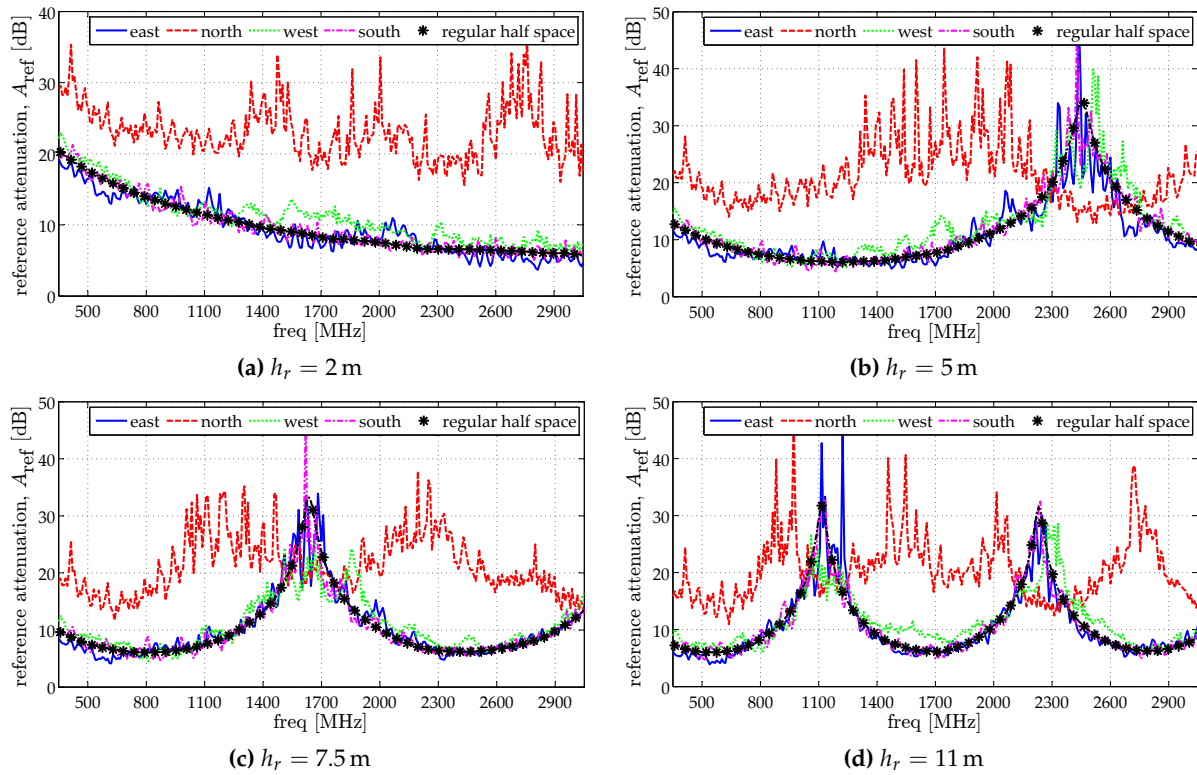 50
40
30
20
10
0
reference attenuation, A_ref [dB]
east north west south regular half space
500 800 1100 1400 1700 2000 2300 2600 2900
freq [MHz]
(a) h_r = 2 m
50
40
30
20
10
0
reference attenuation, A_ref [dB]
east north west south regular half space
500 800 1100 1400 1700 2000 2300 2600 2900
freq [MHz]
(b) h_r = 5 m
50
40
30
20
10
0
reference attenuation, A_ref [dB]
east north west south regular half space
500 800 1100 1400 1700 2000 2300 2600 2900
freq [MHz]
(c) h_r = 7.5 m
50
40
30
20
10
0
reference attenuation, A_ref [dB]
east north west south regular half space
500 800 1100 1400 1700 2000 2300 2600 2900
freq [MHz]
(d) h_r = 11 m